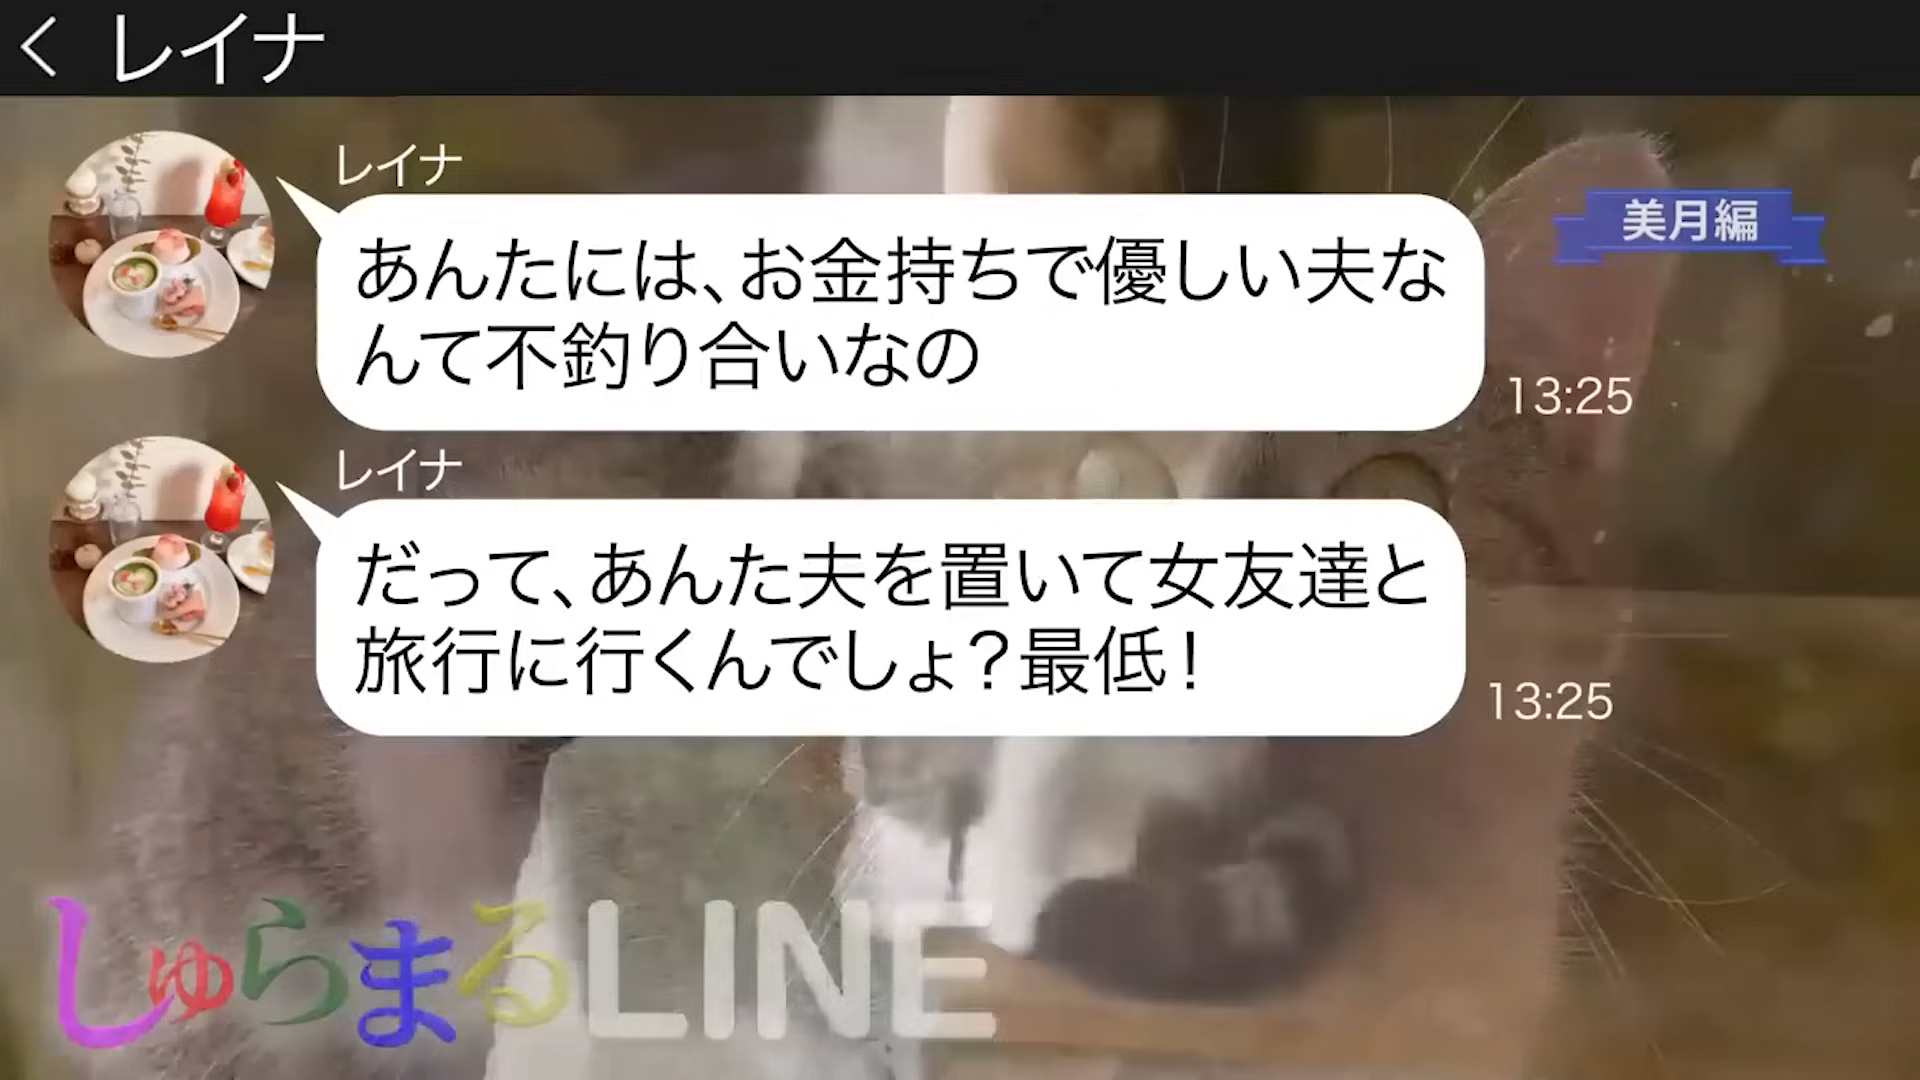 レイナ
レイナ
美月編
あんたには、お金持ちで優しい夫な
んて不釣り合いなの
13:25
レイナ
だって、あんた夫を置いて女友達と
旅行に行くんでしょ？最低！
13:25
しゅらまるLINE